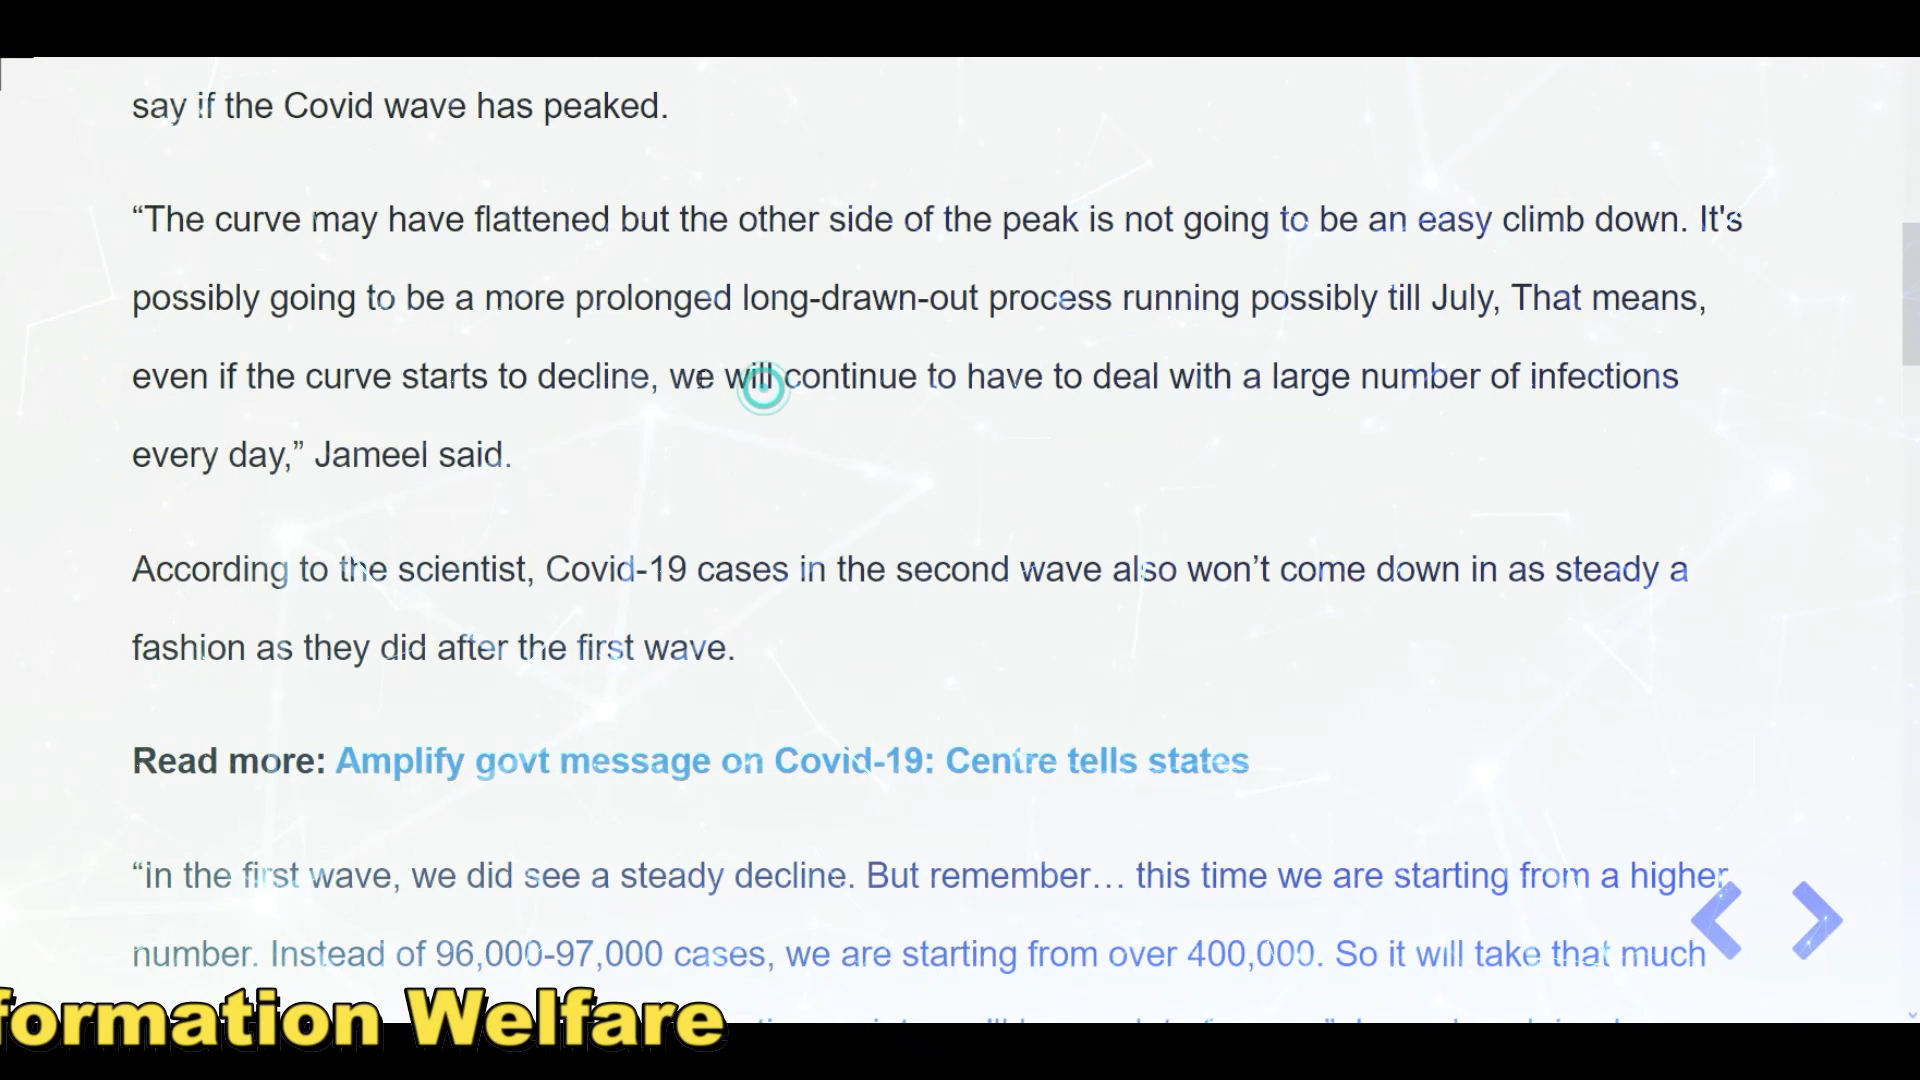 say if the Covid wave has peaked.
“The curve may have flattened but the other side of the peak is not going to be an easy climb down. It's
possibly going to be a more prolonged long-drawn-out process running possibly till July, That means,
even if the curve starts to decline, we will continue to have to deal with a large number of infections
every day,” Jameel said.
According to the scientist, Covid-19 cases in the second wave also won’t come down in as steady a
fashion as they did after the first wave.
Read more: Amplify govt message on Covid-19: Centre tells states
“In the first wave, we did see a steady decline. But remember… this time we are starting from a higher
number. Instead of 96,000-97,000 cases, we are starting from over 400,000. So it will take that much
formation Welfare